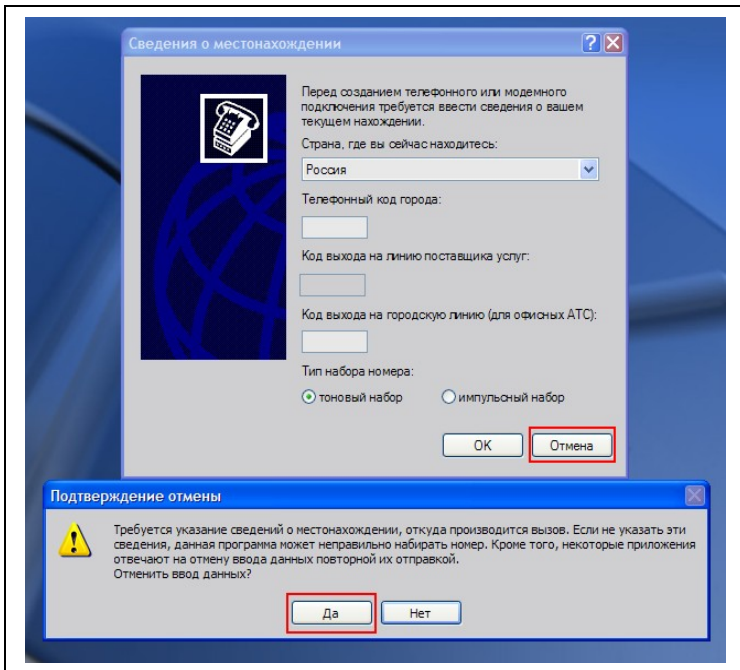 Сведения о местонахождении
Перед созданием телефонного или модемного
подключения требуется ввести сведения о вашем
текущем нахождении.
Страна, где вы сейчас находитесь:
Россия
Телефонный код города:
Код выхода на линию поставщика услуг:
Код выхода на городскую линию (для офисных АТС):
Тип набора номера:
тоновый набор импульсный набор
OK Отмена
Подтверждение отмены
Требуется указание сведений о местонахождении, откуда производится вызов. Если не указать эти
сведения, данная программа может неправильно набирать номер. Кроме того, некоторые приложения
отвечают на отмену ввода данных повторной их отправкой.
Отменить ввод данных?
Да Нет